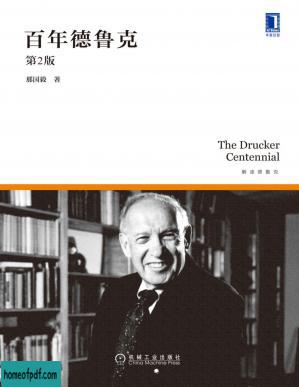 百年德鲁克
第2版
那国毅 著
The Drucker
Centennial
解读德鲁克
机械工业出版社
China Machine Press
homeofpdf.com